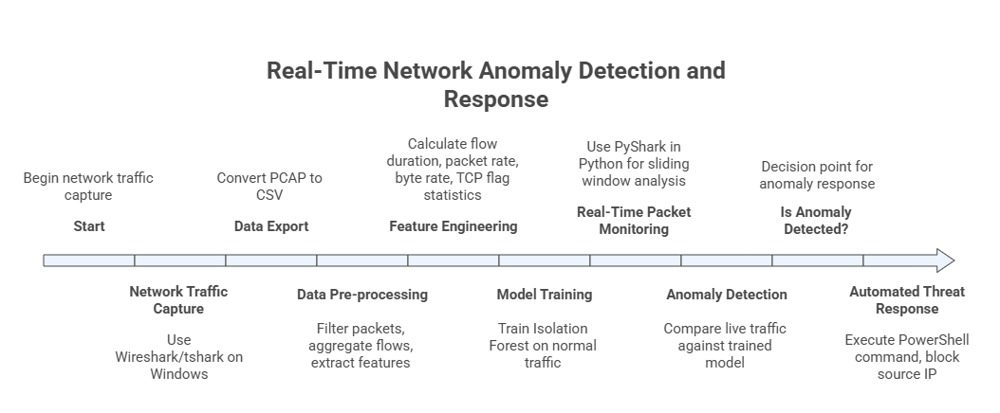 Real-Time Network Anomaly Detection and
Response
Begin network traffic
capture
Start
Network Traffic
Capture
Use
Wireshark/tshark on
Windows
Convert PCAP to
CSV
Data Export
Data Pre-processing
Filter packets,
aggregate flows,
extract features
Calculate flow
duration, packet rate,
byte rate, TCP flag
statistics
Feature Engineering
Model Training
Train Isolation
Forest on normal
traffic
Use PyShark in
Python for sliding
window analysis
Real-Time Packet
Monitoring
Anomaly Detection
Compare live traffic
against trained
model
Decision point for
anomaly response
Is Anomaly
Detected?
Automated Threat
Response
Execute PowerShell
command, block
source IP